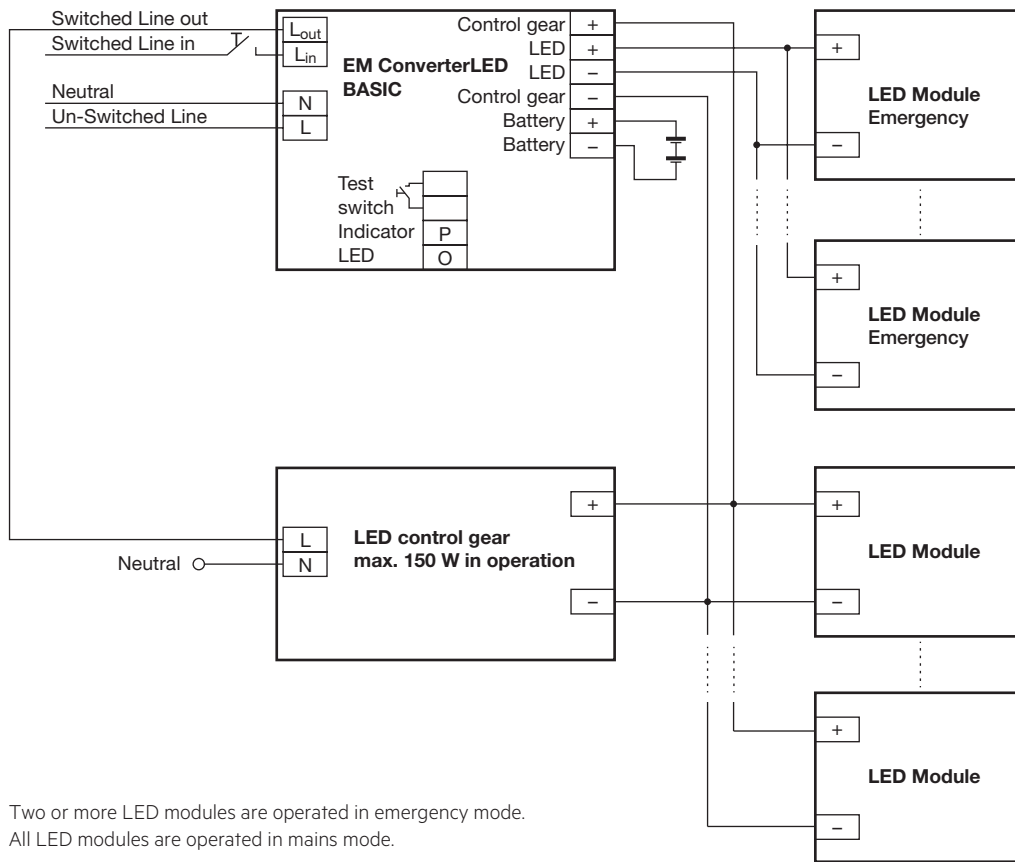 Switched Line out
Switched Line in
Neutral
Un-Switched Line
Lout
Lin
N
L
EM ConverterLED
BASIC
Test
switch
Indicator
LED
P
O
Control gear +
LED +
LED −
Control gear −
Battery +
Battery −
+
−
LED Module
Emergency
+
−
LED Module
Emergency
L
N
Neutral
LED control gear
max. 150 W in operation
+
−
+
−
LED Module
+
−
LED Module
Two or more LED modules are operated in emergency mode.
All LED modules are operated in mains mode.